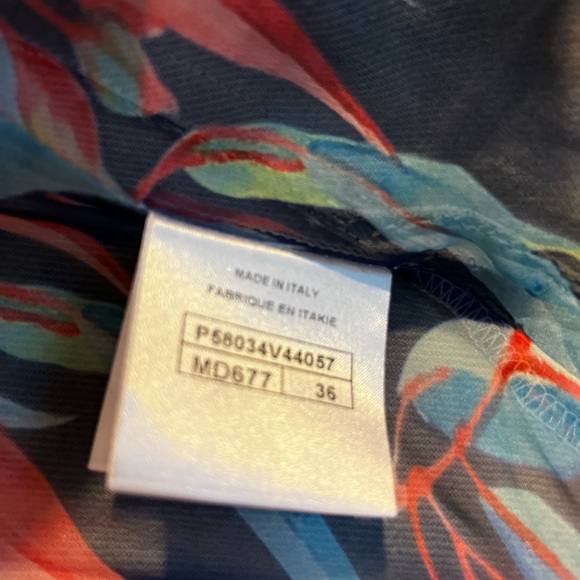 MADE IN ITALY
FABRIQUE EN ITAKIE
P58034V44057
MD677 36